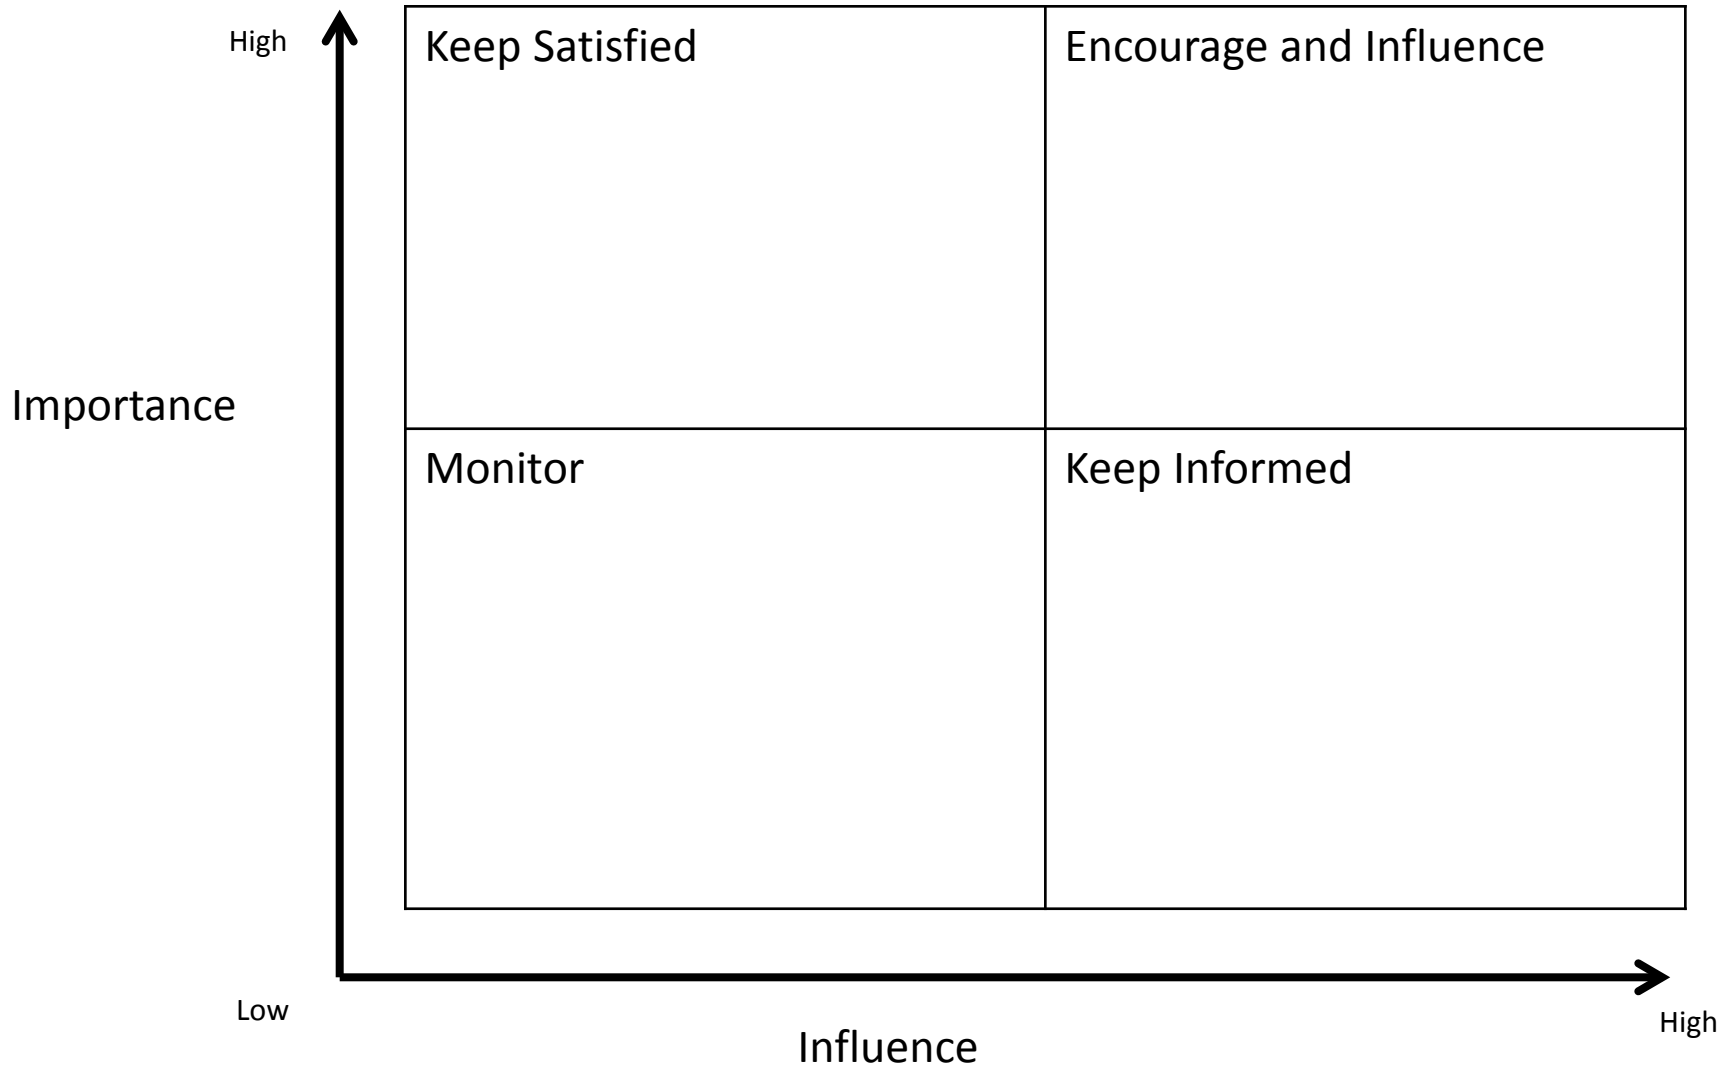 High
Keep Satisfied
Encourage and Influence
Importance
Monitor
Keep Informed
Low
High
Influence